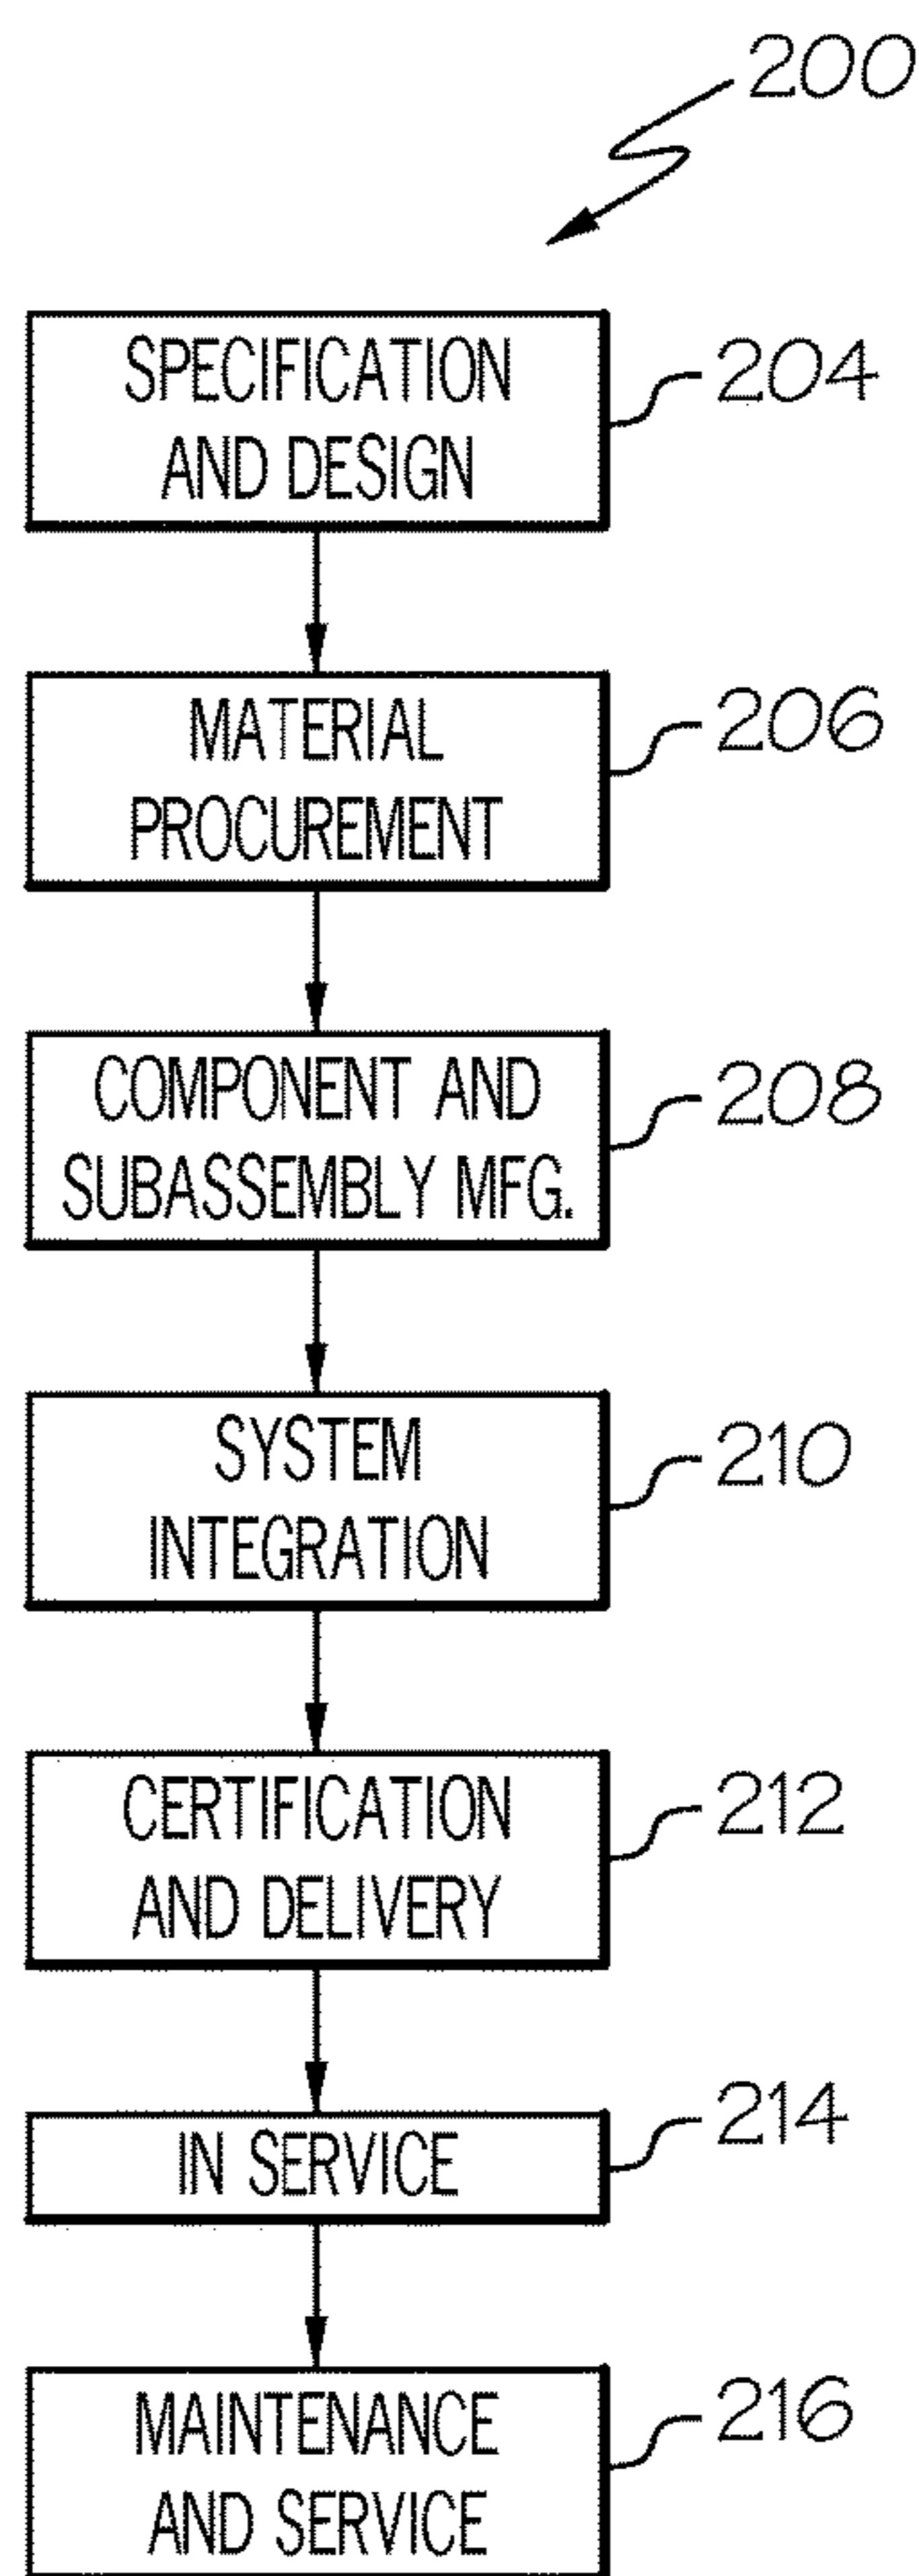 200
SPECIFICATION
AND DESIGN
204
MATERIAL
PROCUREMENT
206
COMPONENT AND
SUBASSEMBLY MFG.
208
SYSTEM
INTEGRATION
210
CERTIFICATION
AND DELIVERY
212
IN SERVICE
214
MAINTENANCE
AND SERVICE
216